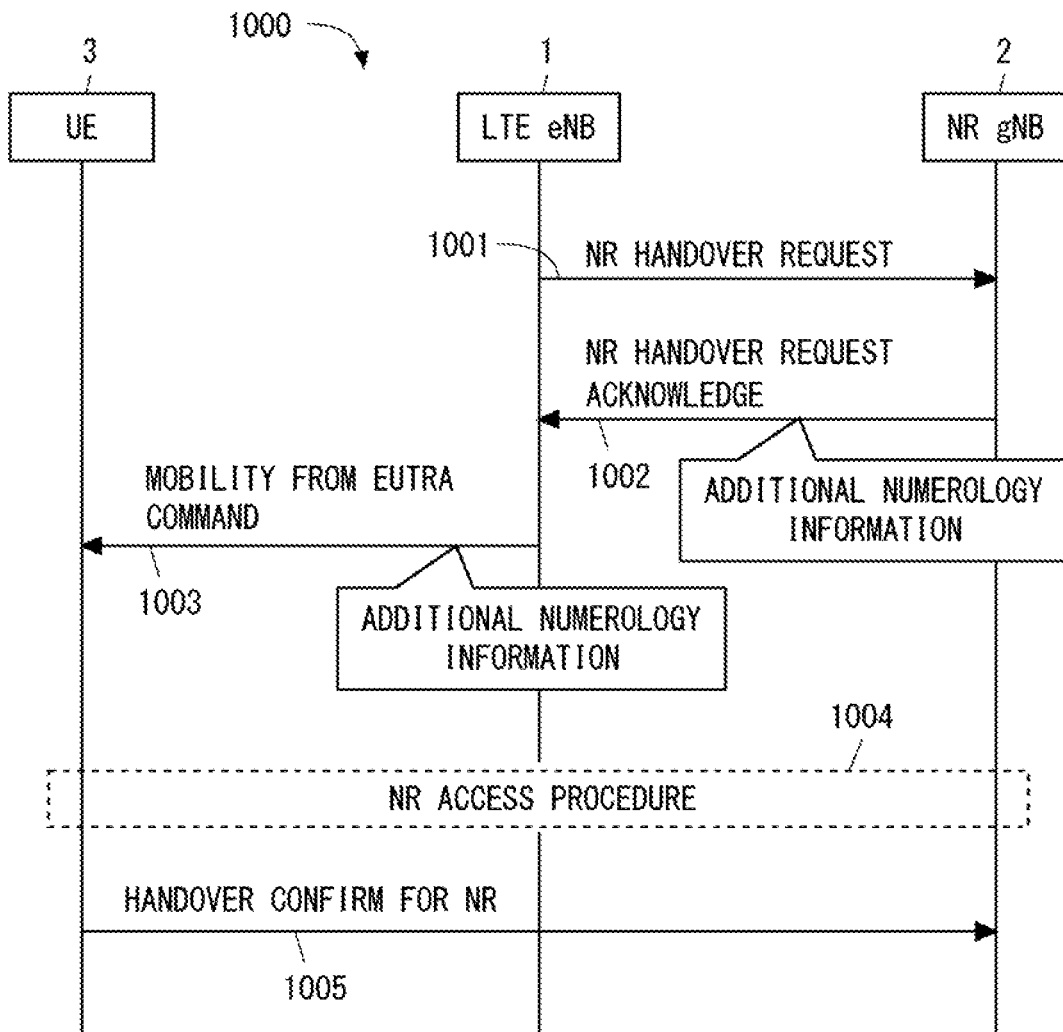 1000
3
1
2
UE
LTE eNB
NR gNB
1001
NR HANDOVER REQUEST
NR HANDOVER REQUEST
ACKNOWLEDGE
1002
ADDITIONAL NUMEROLOGY
INFORMATION
MOBILITY FROM EUTRA
COMMAND
1003
ADDITIONAL NUMEROLOGY
INFORMATION
1004
NR ACCESS PROCEDURE
HANDOVER CONFIRM FOR NR
1005